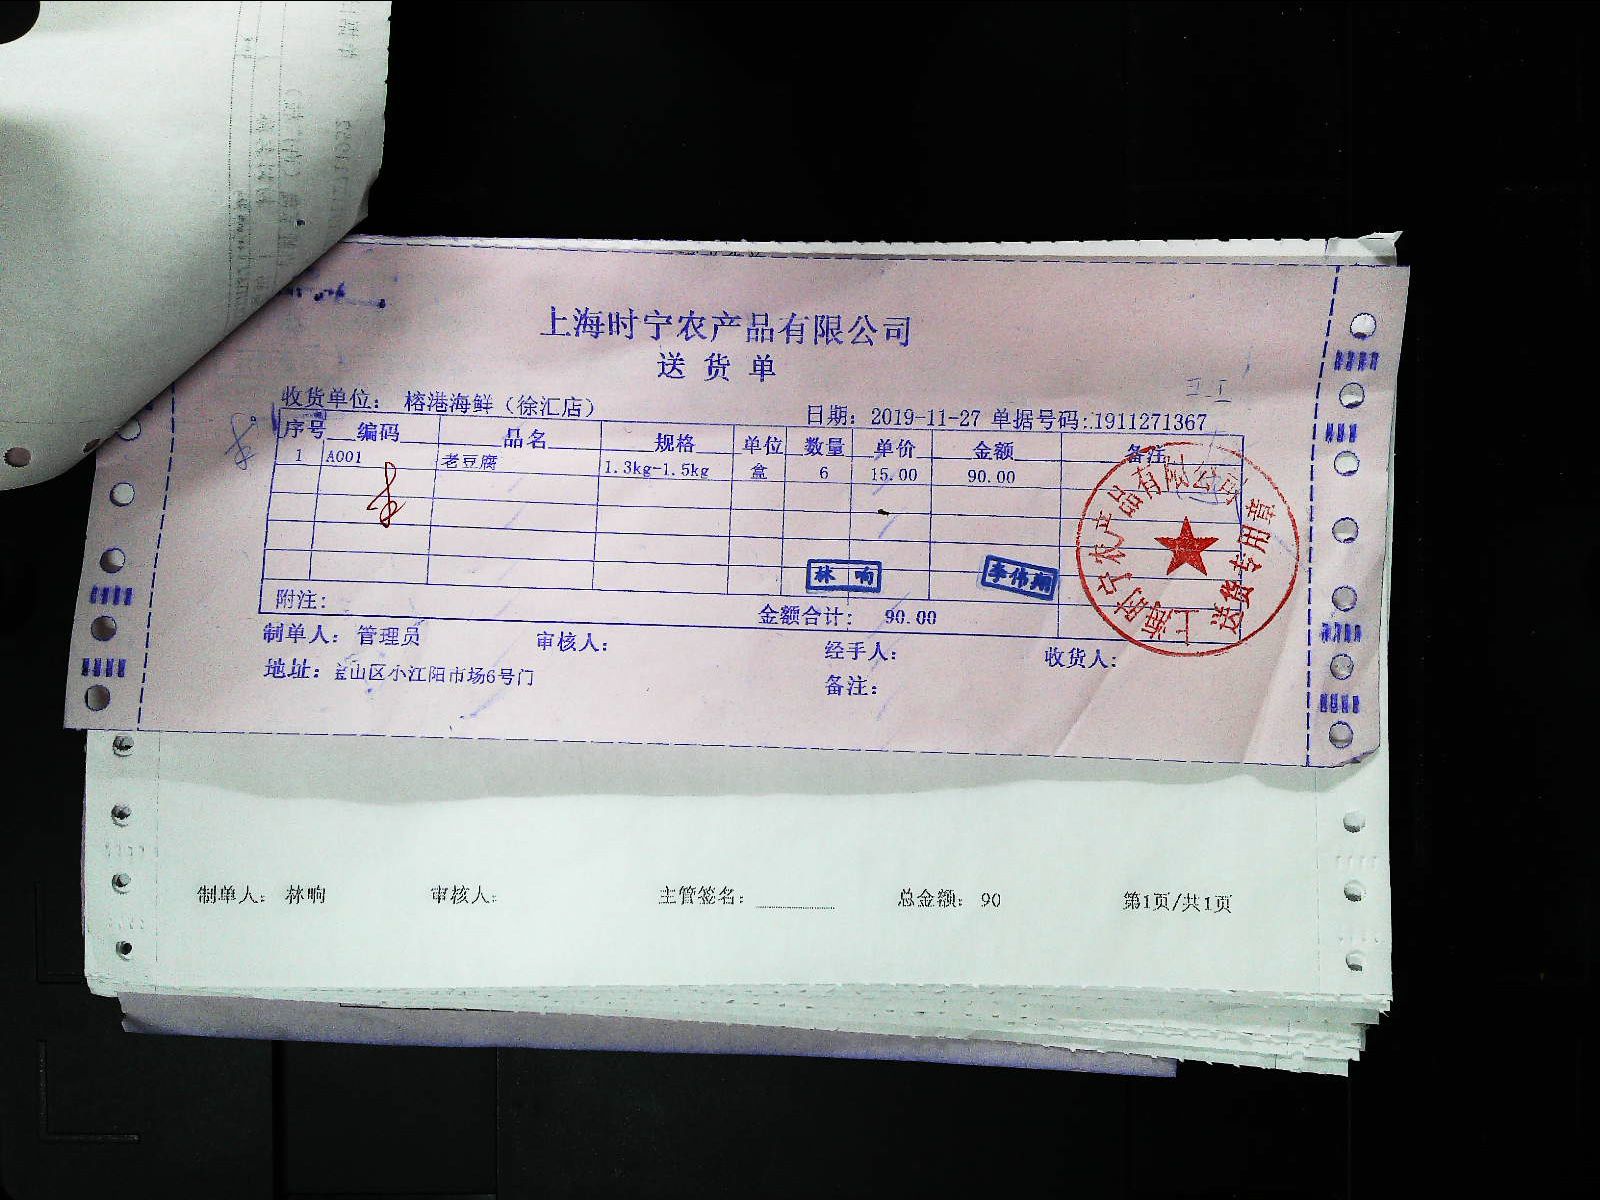 上海时宁农产品有限公司
送货单
收货单位: 榕港海鲜(徐汇店)
日期: 2019-11-27 单据号码:1911271367
序号 编码 品名 规格 单位 数量 单价 金额 备注
1 A001 老豆腐 1.3kg-1.5kg 盒 6 15.00 90.00
林响
李伟翔
上海时宁农产品有限公司
送货专用章
附注:
金额合计: 90.00
制单人: 管理员 审核人: 经手人: 收货人:
地址: 宝山区小江阳市场6号门
备注:
制单人: 林响 审核人: 主管签名: 总金额: 90 第1页/共1页